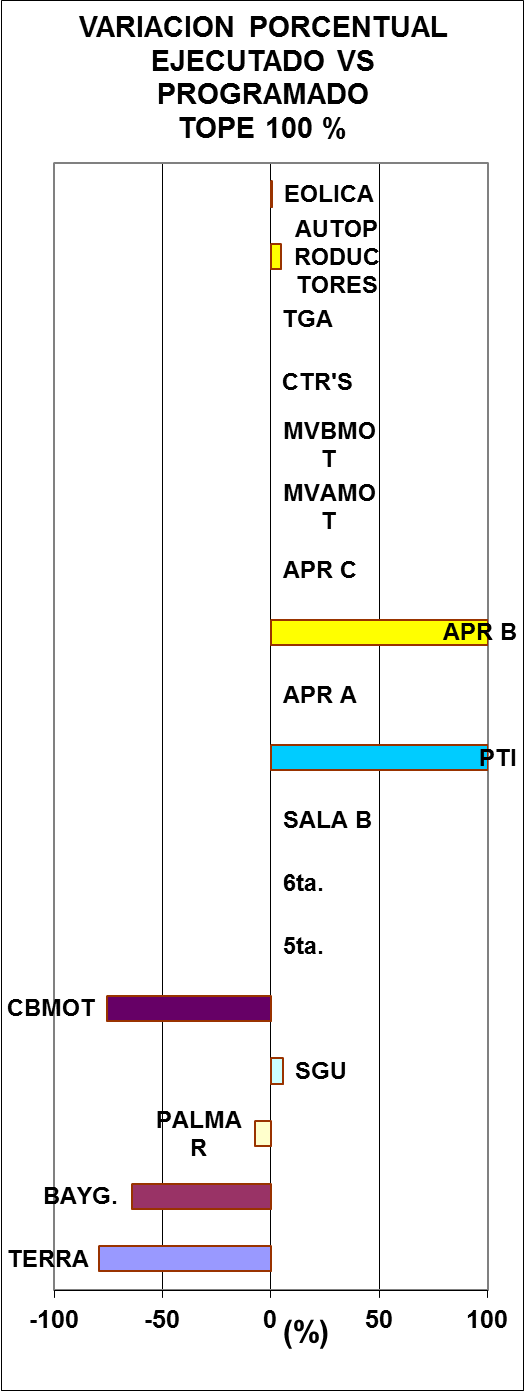 VARIACION PORCENTUAL
EJECUTADO VS
PROGRAMADO
TOPE 100 %
EOLICA
AUTOP
RODUC
TORES
TGA
CTR'S
MVBMO
T
MVAMO
T
APR C
APR B
APR A
PTI
SALA B
6ta.
5ta.
CBMOT
SGU
PALMA
R
BAYG.
TERRA
-100 -50 0 50 100
(%)